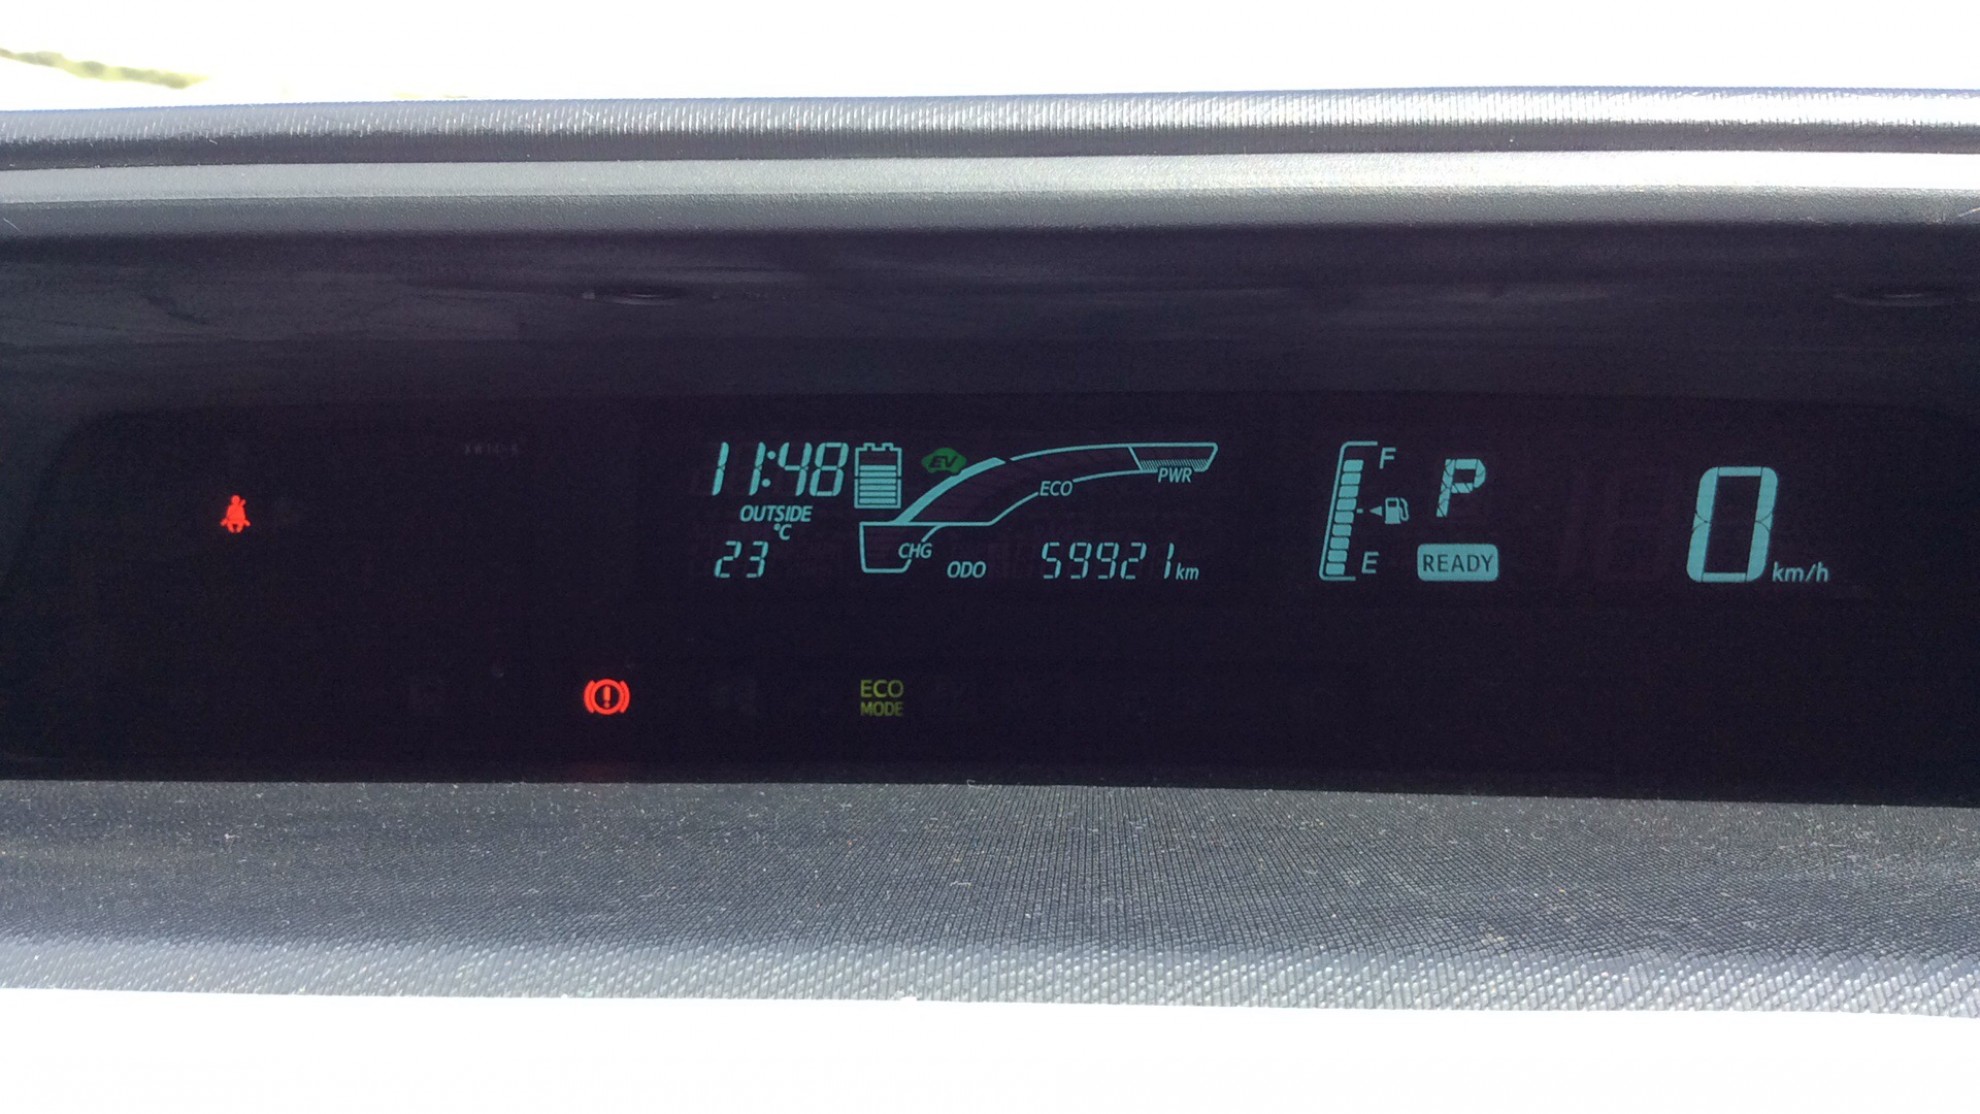 11:48
EV
F
P
PWR
ECO
OUTSIDE
°C
23
CHG
ODO
59921 km
E
READY
0 km/h
ECO
MODE